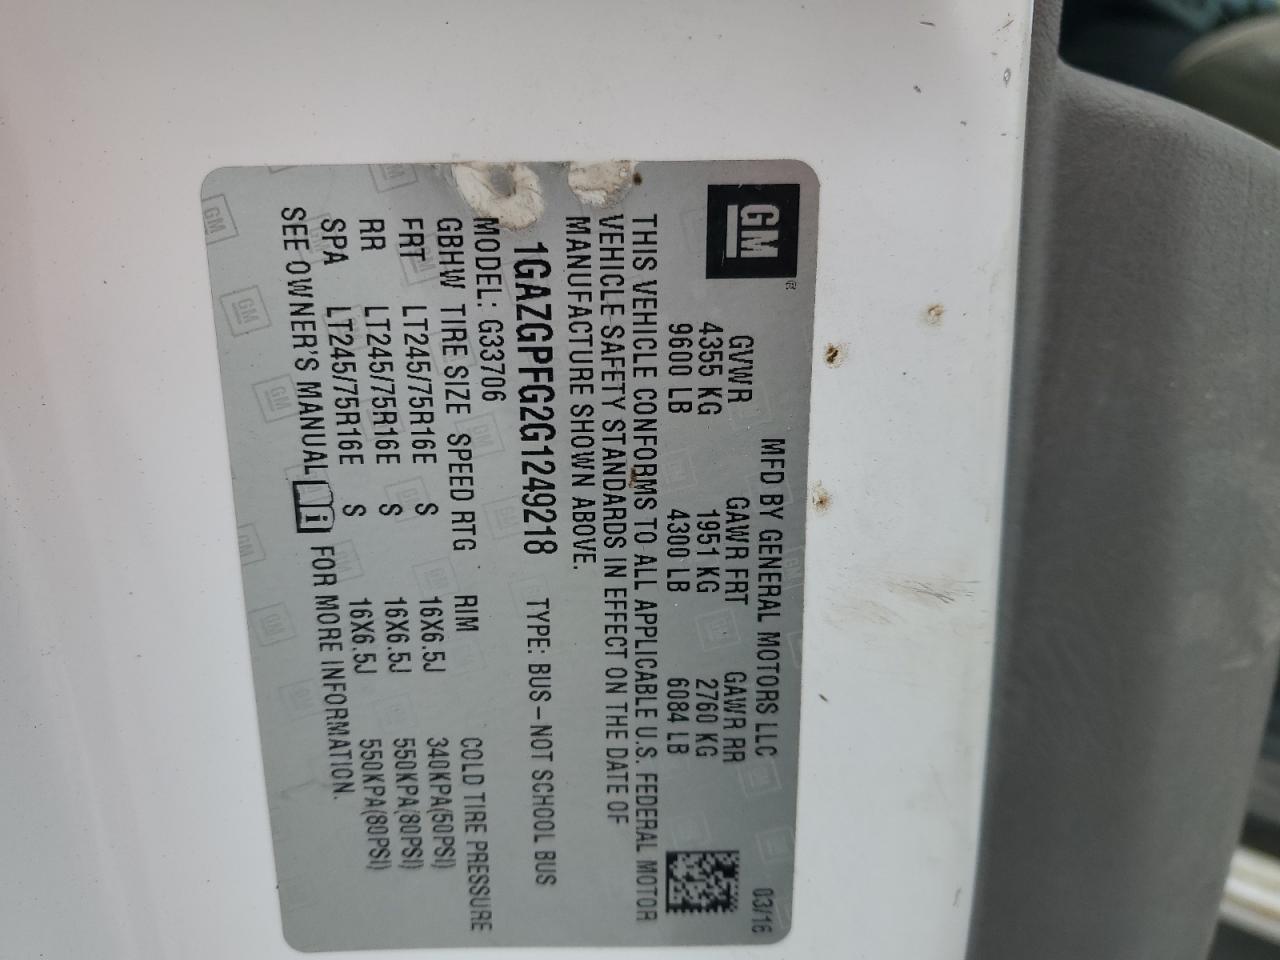 GM
MFD BY GENERAL MOTORS LLC 03/16
GVWR GAWR FRT GAWR RR
4355 KG 1951 KG 2760 KG
9600 LB 4300 LB 6084 LB
THIS VEHICLE CONFORMS TO ALL APPLICABLE U.S. FEDERAL MOTOR
VEHICLE SAFETY STANDARDS IN EFFECT ON THE DATE OF
MANUFACTURE SHOWN ABOVE.
1GAZGPFG2G1249218 TYPE: BUS-NOT SCHOOL BUS
MODEL: G33706
GBHW TIRE SIZE SPEED RTG RIM COLD TIRE PRESSURE
FRT LT245/75R16E S 16X6.5J 340KPA(50PSI)
RR LT245/75R16E S 16X6.5J 550KPA(80PSI)
SPA LT245/75R16E S 16X6.5J 550KPA(80PSI)
SEE OWNER'S MANUAL i FOR MORE INFORMATION.